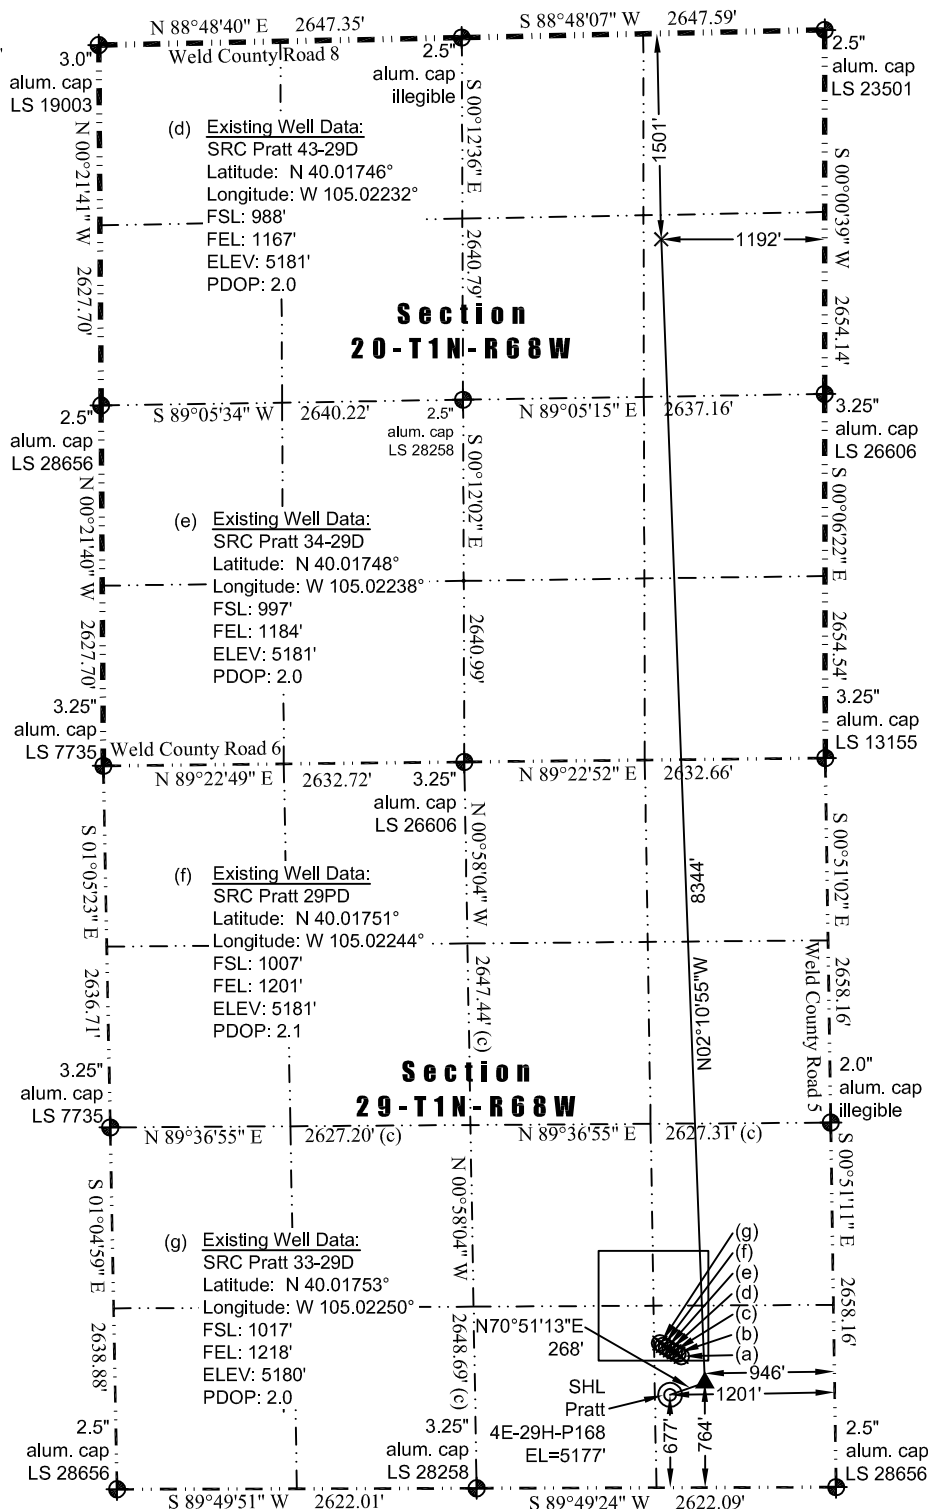 N 88°48'40" E 2647.35'
S 88°48'07" W 2647.59'
Weld County Road 8
3.0"
alum. cap
LS 19003
2.5"
alum. cap
illegible
2.5"
alum. cap
LS 23501
N 00°21'41" W 2627.70'
S 00°12'36" E 2640.79'
1501'
1192'
S 00°00'39" W 2654.14'
(d) Existing Well Data:
SRC Pratt 43-29D
Latitude: N 40.01746°
Longitude: W 105.02232°
FSL: 988'
FEL: 1167'
ELEV: 5181'
PDOP: 2.0
Section
20-T1N-R68W
S 89°05'34" W 2640.22'
N 89°05'15" E 2637.16'
2.5"
alum. cap
LS 28656
2.5"
alum. cap
LS 28258
3.25"
alum. cap
LS 26606
N 00°21'40" W 2627.70'
S 00°12'02" E 2640.99'
S 00°06'22" E 2654.54'
(e) Existing Well Data:
SRC Pratt 34-29D
Latitude: N 40.01748°
Longitude: W 105.02238°
FSL: 997'
FEL: 1184'
ELEV: 5181'
PDOP: 2.0
3.25"
alum. cap
LS 7735
3.25"
alum. cap
LS 13155
Weld County Road 6
N 89°22'49" E 2632.72'
N 89°22'52" E 2632.66'
3.25"
alum. cap
LS 26606
S 01°05'23" E 2636.71'
N 00°58'04" W 2647.44' (c)
8344'
N02°10'55"W
S 00°51'02" E 2658.16'
Weld County Road 5
(f) Existing Well Data:
SRC Pratt 29PD
Latitude: N 40.01751°
Longitude: W 105.02244°
FSL: 1007'
FEL: 1201'
ELEV: 5181'
PDOP: 2.1
Section
29-T1N-R68W
3.25"
alum. cap
LS 7735
2.0"
alum. cap
illegible
N 89°36'55" E 2627.20' (c)
N 89°36'55" E 2627.31' (c)
S 01°04'59" E 2638.88'
N 00°58'04" W 2648.69' (c)
S 00°51'11" E 2658.16'
(g) Existing Well Data:
SRC Pratt 33-29D
Latitude: N 40.01753°
Longitude: W 105.02250°
FSL: 1017'
FEL: 1218'
ELEV: 5180'
PDOP: 2.0
(g)
(f)
(e)
(d)
(c)
(b)
(a)
N70°51'13"E
268'
946'
1201'
SHL
Pratt
4E-29H-P168
EL=5177'
677'
764'
2.5"
alum. cap
LS 28656
3.25"
alum. cap
LS 28258
2.5"
alum. cap
LS 28656
S 89°49'51" W 2622.01'
S 89°49'24" W 2622.09'